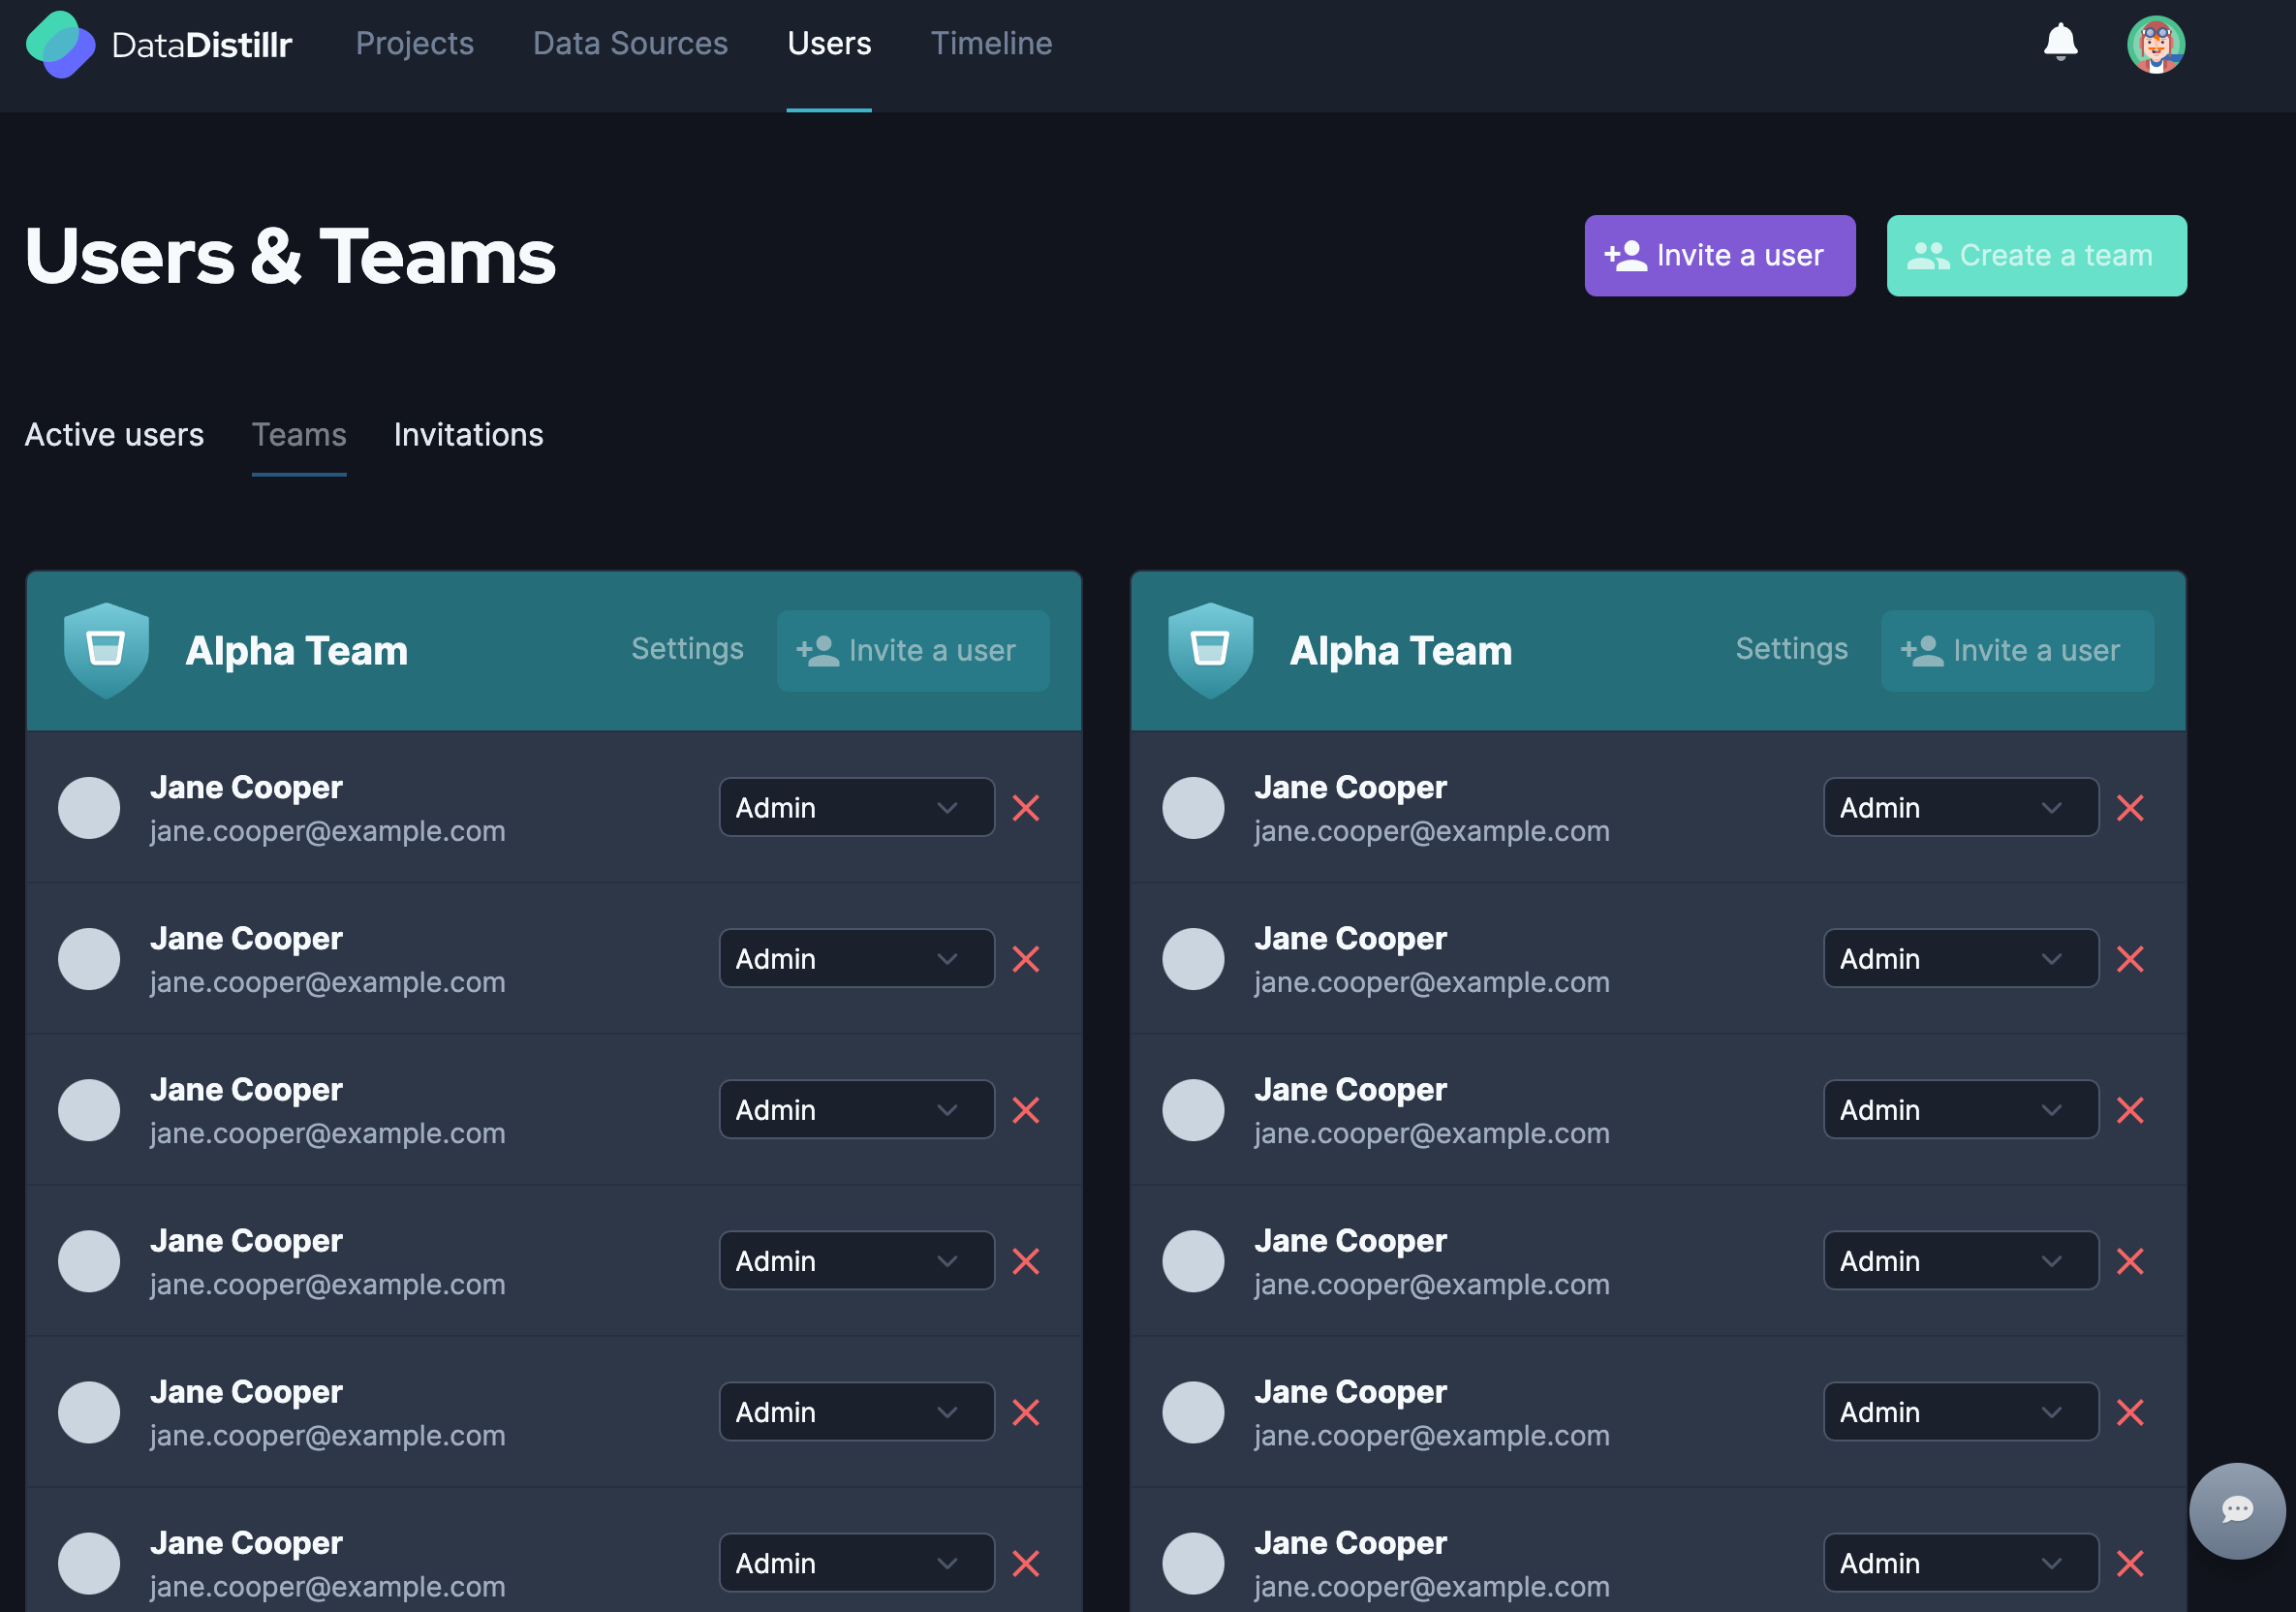 DataDistillr Projects Data Sources Users Timeline
Users & Teams
Invite a user
Create a team
Active users Teams Invitations
Alpha Team Settings Invite a user
Jane Cooper
jane.cooper@example.com
Admin
Jane Cooper
jane.cooper@example.com
Admin
Jane Cooper
jane.cooper@example.com
Admin
Jane Cooper
jane.cooper@example.com
Admin
Jane Cooper
jane.cooper@example.com
Admin
Jane Cooper
jane.cooper@example.com
Admin
Alpha Team Settings Invite a user
Jane Cooper
jane.cooper@example.com
Admin
Jane Cooper
jane.cooper@example.com
Admin
Jane Cooper
jane.cooper@example.com
Admin
Jane Cooper
jane.cooper@example.com
Admin
Jane Cooper
jane.cooper@example.com
Admin
Jane Cooper
jane.cooper@example.com
Admin